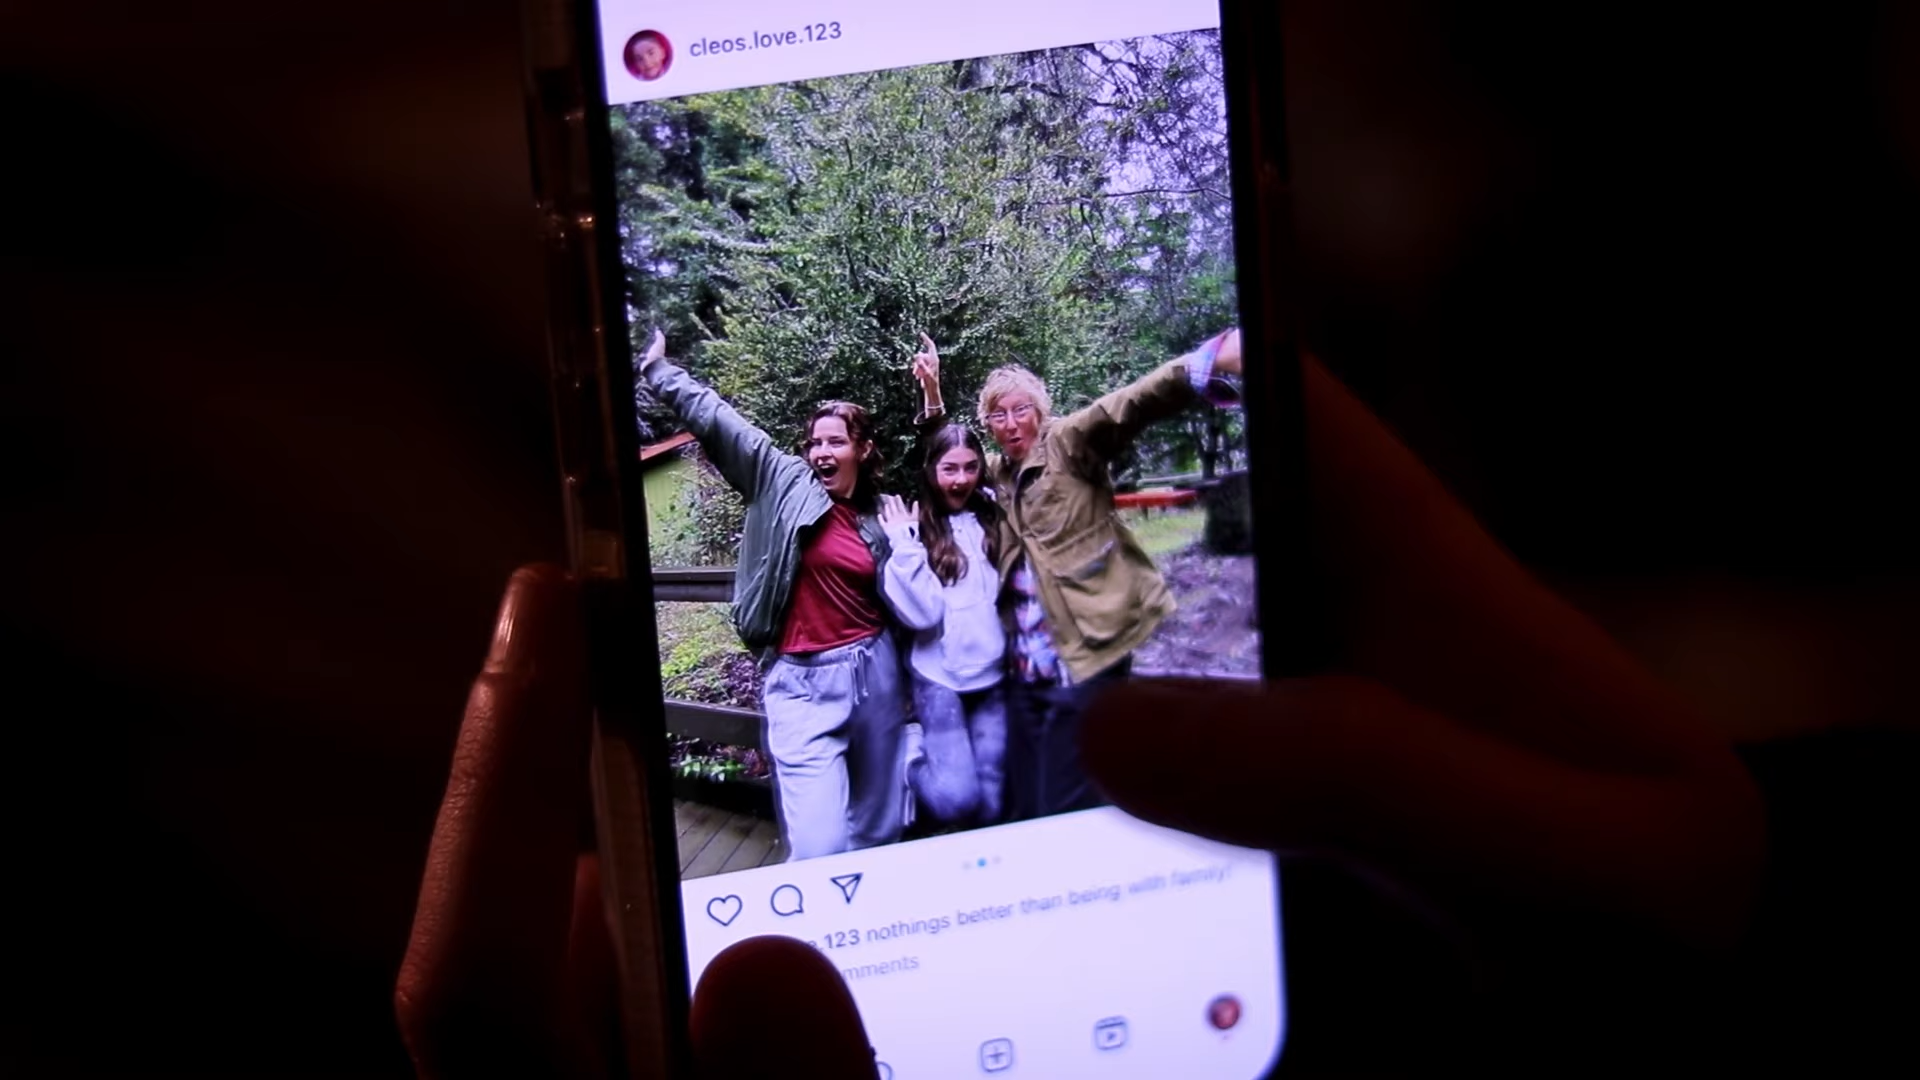 cleos.love.123
e.123 nothings better than being with family!
mments